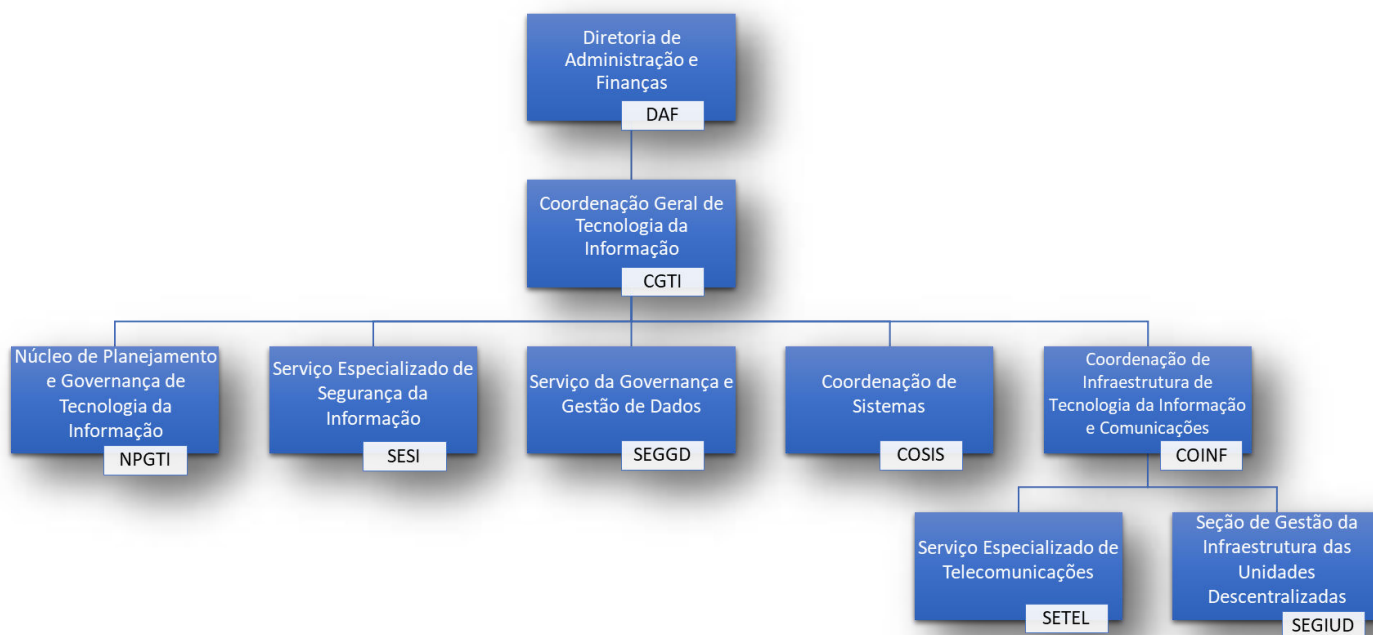 Diretoria de
Administração e
Finanças
DAF
Coordenação Geral de
Tecnologia da
Informação
CGTI
Núcleo de Planejamento
e Governança de
Tecnologia da
Informação
NPGTI
Serviço Especializado de
Segurança da
Informação
SESI
Serviço da Governança e
Gestão de Dados
SEGGD
Coordenação de
Sistemas
COSIS
Coordenação de
Infraestrutura de
Tecnologia da Informação
e Comunicações
COINF
Serviço Especializado de
Telecomunicações
SETEL
Seção de Gestão da
Infraestrutura das
Unidades
Descentralizadas
SEGIUD